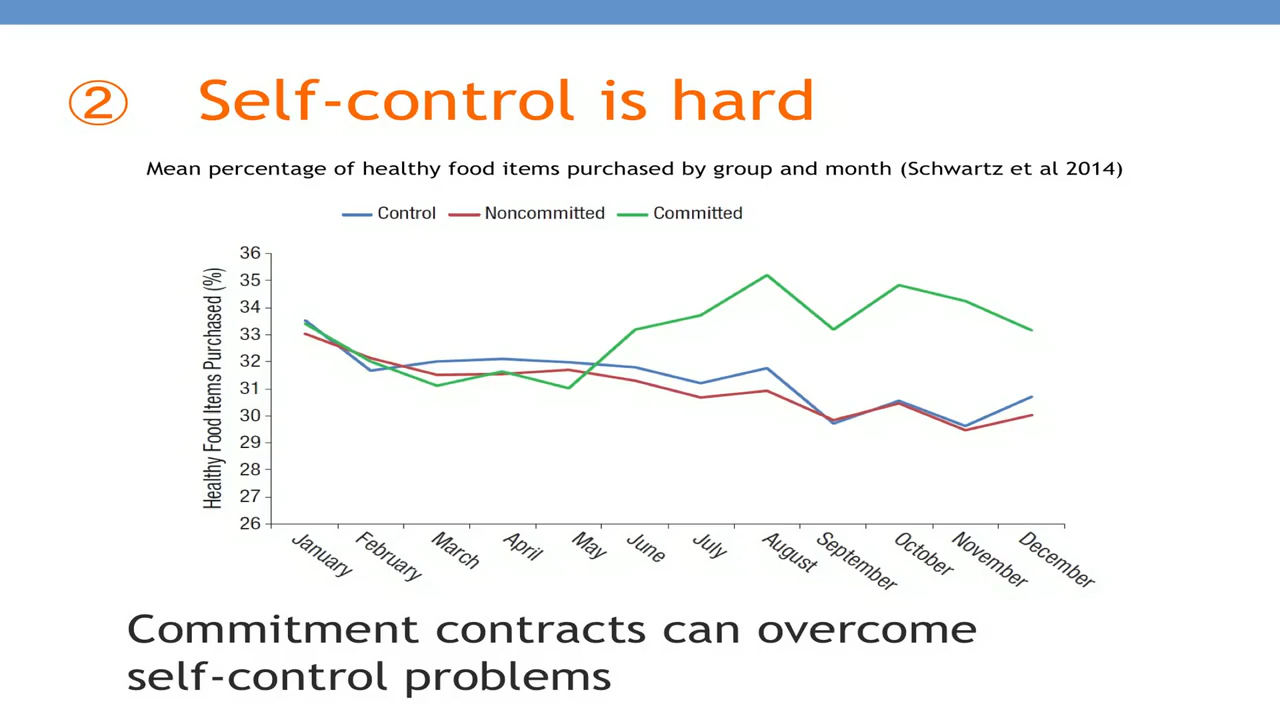 ② Self-control is hard
Mean percentage of healthy food items purchased by group and month (Schwartz et al 2014)
Control Noncommitted Committed
Healthy Food Items Purchased (%)
36
35
34
33
32
31
30
29
28
27
26
January February March April May June July August September October November December
Commitment contracts can overcome
self-control problems